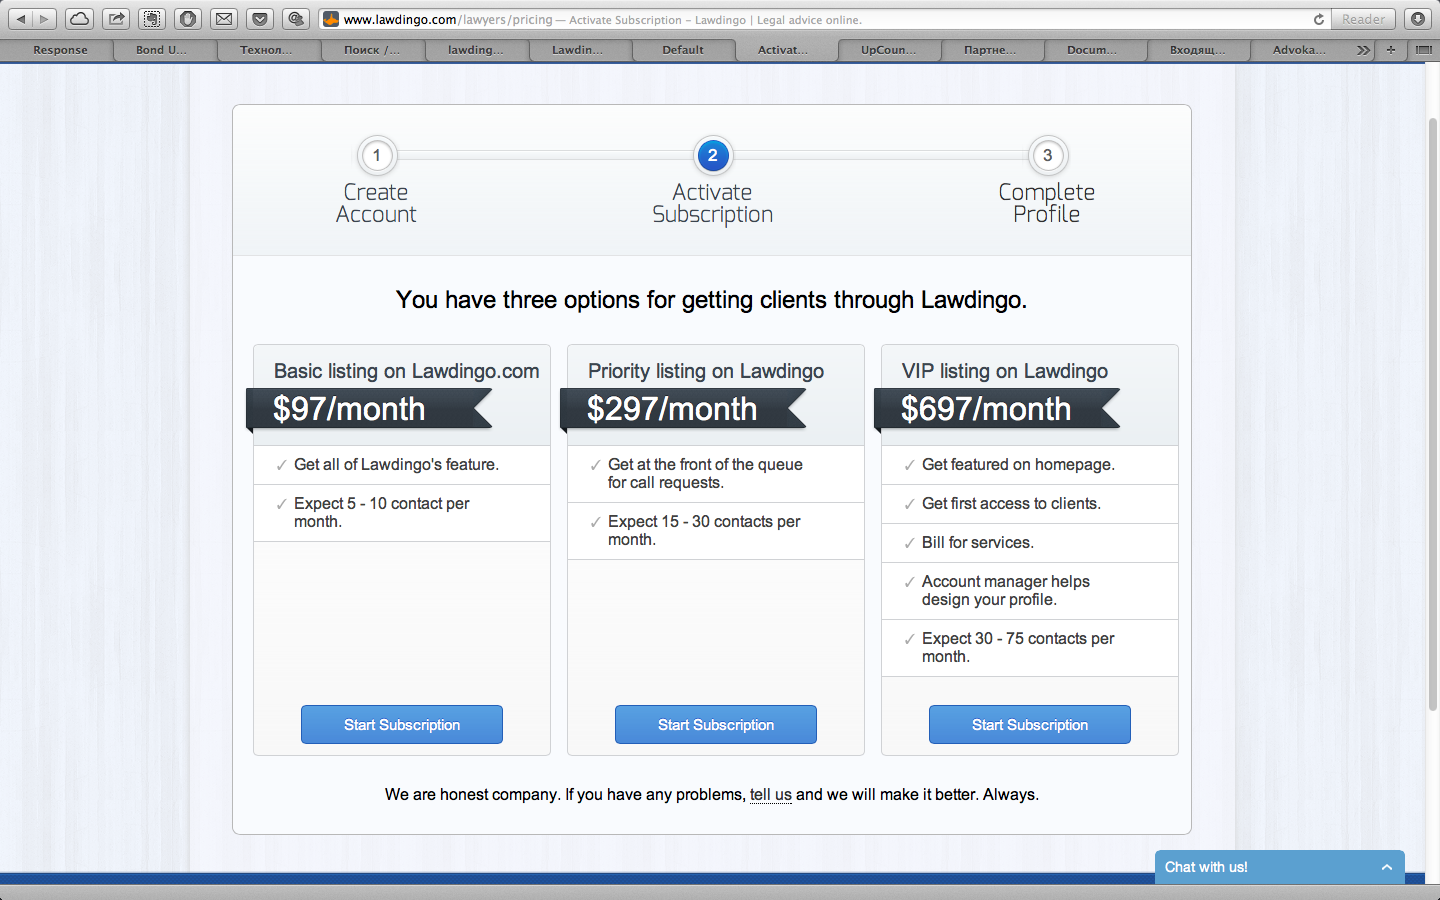 www.lawdingo.com/lawyers/pricing — Activate Subscription – Lawdingo | Legal advice online.
Reader
Response
Bond U...
Технол...
Поиск /...
lawding...
Lawdin...
Default
Activat...
UpCoun...
Партне...
Docum...
Входящ...
Advoka...
1
2
3
Create
Account
Activate
Subscription
Complete
Profile
You have three options for getting clients through Lawdingo.
Basic listing on Lawdingo.com
$97/month
Get all of Lawdingo's feature.
Expect 5 - 10 contact per
month.
Start Subscription
Priority listing on Lawdingo
$297/month
Get at the front of the queue
for call requests.
Expect 15 - 30 contacts per
month.
Start Subscription
VIP listing on Lawdingo
$697/month
Get featured on homepage.
Get first access to clients.
Bill for services.
Account manager helps
design your profile.
Expect 30 - 75 contacts per
month.
Start Subscription
We are honest company. If you have any problems, tell us and we will make it better. Always.
Chat with us!